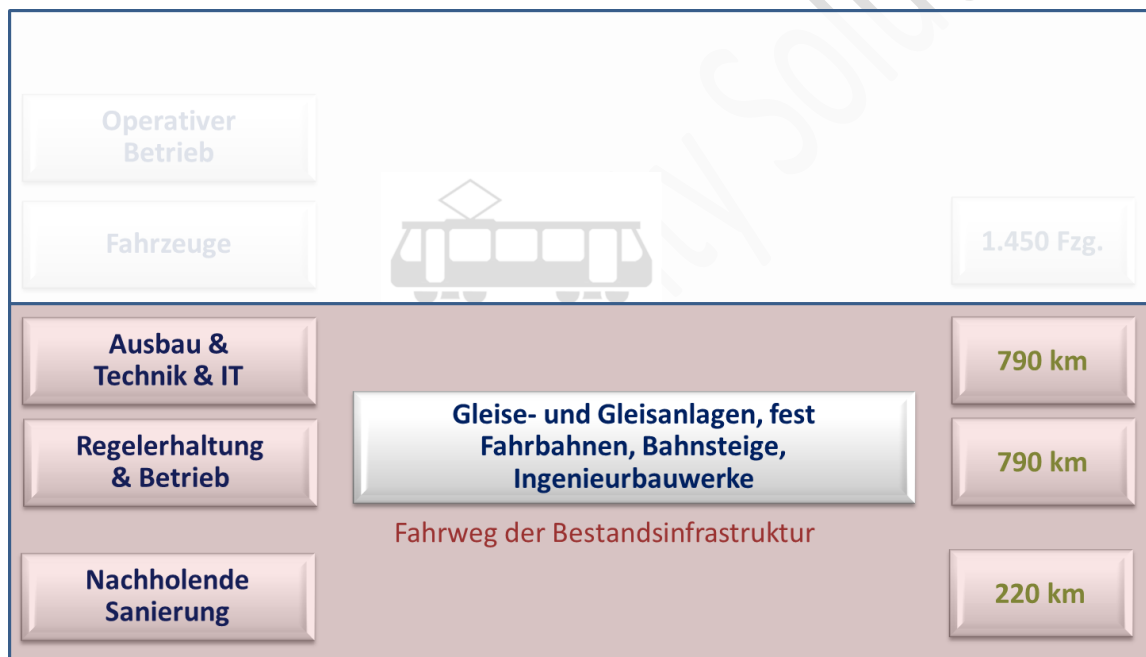 Operativer
Betrieb
Fahrzeuge
1.450 Fzg.
Ausbau &
Technik & IT
790 km
Gleise- und Gleisanlagen, fest
Fahrbahnen, Bahnsteige,
Ingenieurbauwerke
Regelerhaltung
& Betrieb
790 km
Fahrweg der Bestandsinfrastruktur
Nachholende
Sanierung
220 km